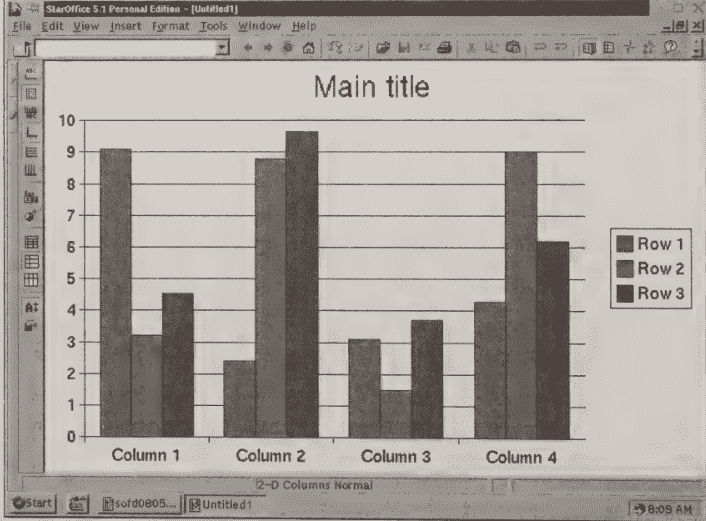 StarOffice 5.1 Personal Edition - [Untitled1]
File Edit View Insert Format Tools Window Help
Main title
10
9
8
7
6
5
4
3
2
1
0
Column 1 Column 2 Column 3 Column 4
Row 1
Row 2
Row 3
2-D Columns Normal
Start sofd0805... Untitled1 8:09 AM